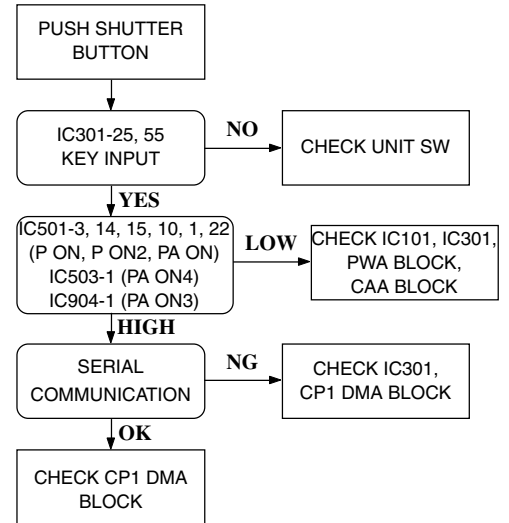 PUSH SHUTTER
BUTTON
IC301-25, 55
KEY INPUT
NO
CHECK UNIT SW
YES
IC501-3, 14, 15, 10, 1, 22
(P ON, P ON2, PA ON)
IC503-1 (PA ON4)
IC904-1 (PA ON3)
LOW
CHECK IC101, IC301,
PWA BLOCK,
CAA BLOCK
HIGH
SERIAL
COMMUNICATION
NG
CHECK IC301,
CP1 DMA BLOCK
OK
CHECK CP1 DMA
BLOCK